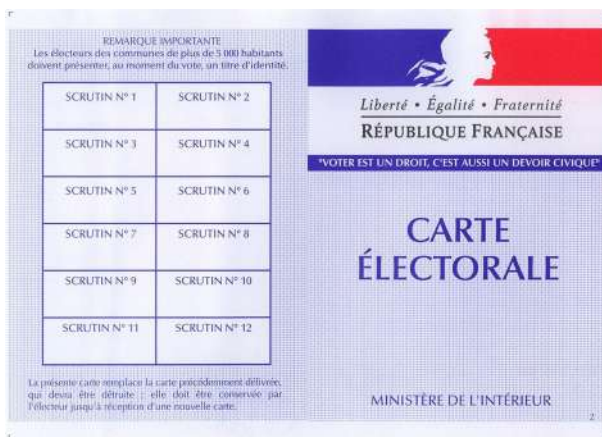 REMARQUE IMPORTANTE
Les électeurs des communes de plus de 5 000 habitants
doivent présenter, au moment du vote, un titre d'identité.
SCRUTIN N° 1
SCRUTIN N° 2
SCRUTIN N° 3
SCRUTIN N° 4
SCRUTIN N° 5
SCRUTIN N° 6
SCRUTIN N° 7
SCRUTIN N° 8
SCRUTIN N° 9
SCRUTIN N° 10
SCRUTIN N° 11
SCRUTIN N° 12
La présente carte remplace la carte précédemment délivrée,
qui devra être détruite ; elle doit être conservée par
l'électeur jusqu'à réception d'une nouvelle carte.
Liberté • Égalité • Fraternité
RÉPUBLIQUE FRANÇAISE
"VOTER EST UN DROIT, C'EST AUSSI UN DEVOIR CIVIQUE"
CARTE
ÉLECTORALE
MINISTÈRE DE L'INTÉRIEUR
2